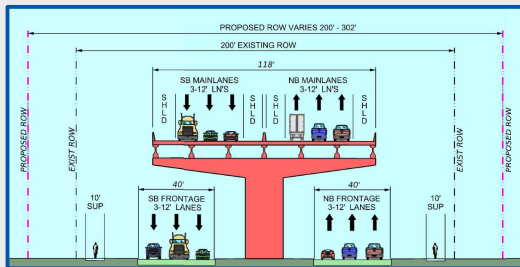 PROPOSED ROW VARIES 200' - 302'
200' EXISTING ROW
118'
SB MAINLANES
3-12' LN'S
NB MAINLANES
3-12' LN'S
SHLD
SHLD
SHLD
SHLD
PROPOSED ROW
EXIST ROW
EXIST ROW
PROPOSED ROW
10'
SUP
40'
SB FRONTAGE
3-12' LANES
40'
NB FRONTAGE
3-12' LANES
10'
SUP